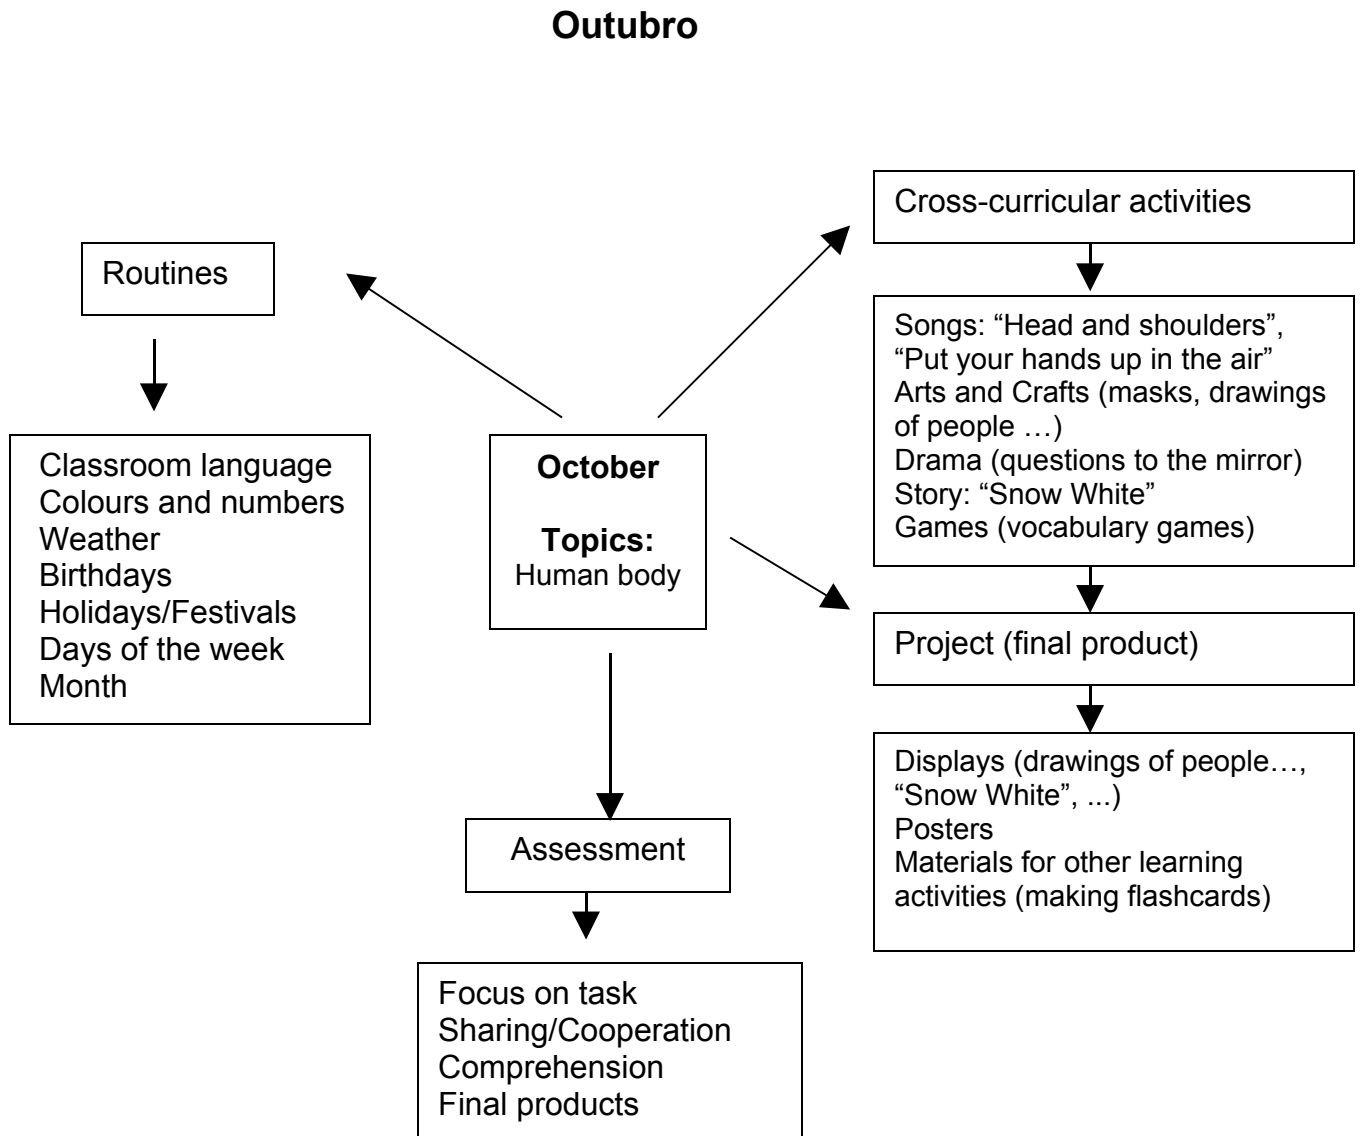 Outubro
Routines
Classroom language
Colours and numbers
Weather
Birthdays
Holidays/Festivals
Days of the week
Month
October
Topics:
Human body
Assessment
Focus on task
Sharing/Cooperation
Comprehension
Final products
Cross-curricular activities
Songs: “Head and shoulders”,
“Put your hands up in the air”
Arts and Crafts (masks, drawings
of people …)
Drama (questions to the mirror)
Story: “Snow White”
Games (vocabulary games)
Project (final product)
Displays (drawings of people…,
“Snow White”, ...)
Posters
Materials for other learning
activities (making flashcards)